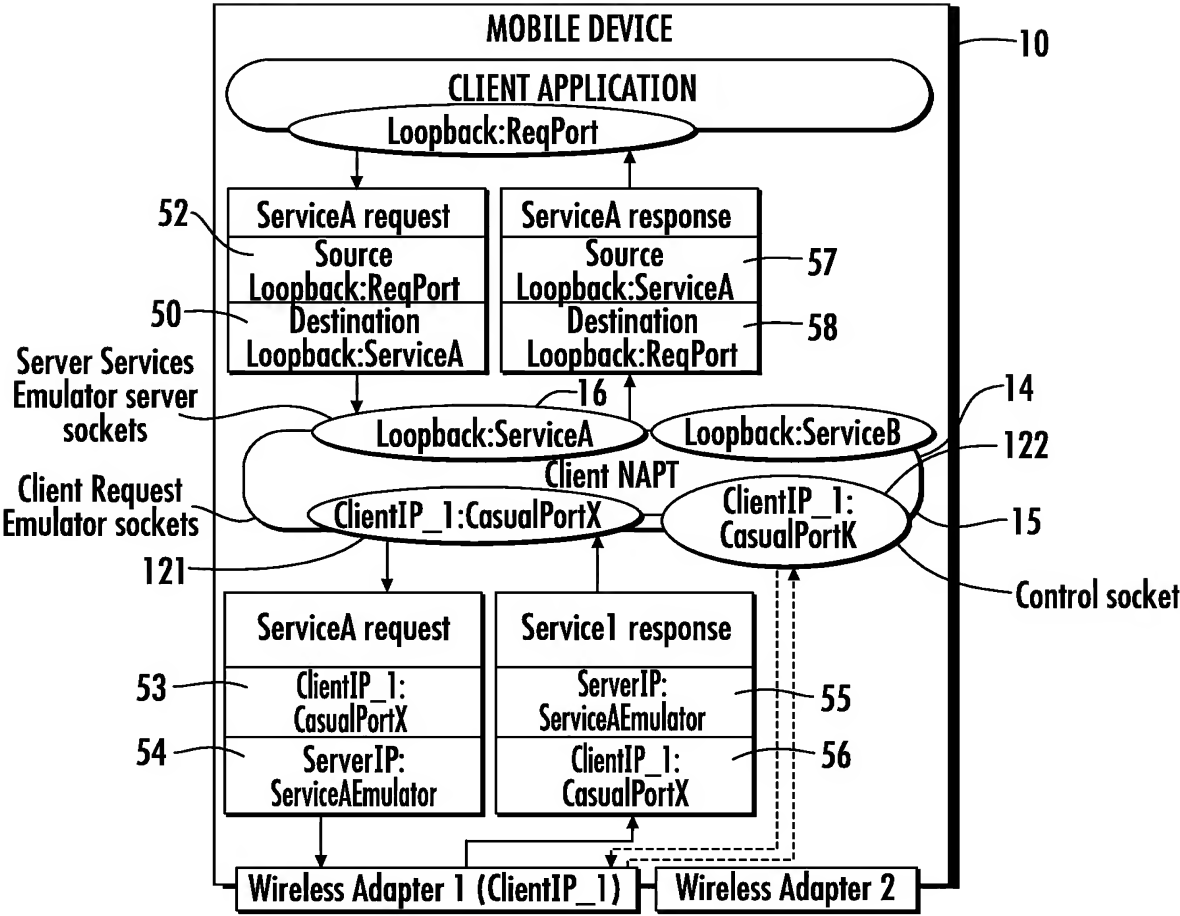 MOBILE DEVICE
10
CLIENT APPLICATION
Loopback:ReqPort
52
ServiceA request
Source
Loopback:ReqPort
50
Destination
Loopback:ServiceA
ServiceA response
Source
Loopback:ServiceA
57
Destination
Loopback:ReqPort
58
Server Services
Emulator server
sockets
16
14
Loopback:ServiceA
Loopback:ServiceB
122
Client NAPT
Client Request
Emulator sockets
ClientIP_1:CasualPortX
ClientIP_1:
CasualPortK
15
121
Control socket
ServiceA request
53
ClientIP_1:
CasualPortX
54
ServerIP:
ServiceAEmulator
Service1 response
ServerIP:
ServiceAEmulator
55
ClientIP_1:
CasualPortX
56
Wireless Adapter 1 (ClientIP_1)
Wireless Adapter 2